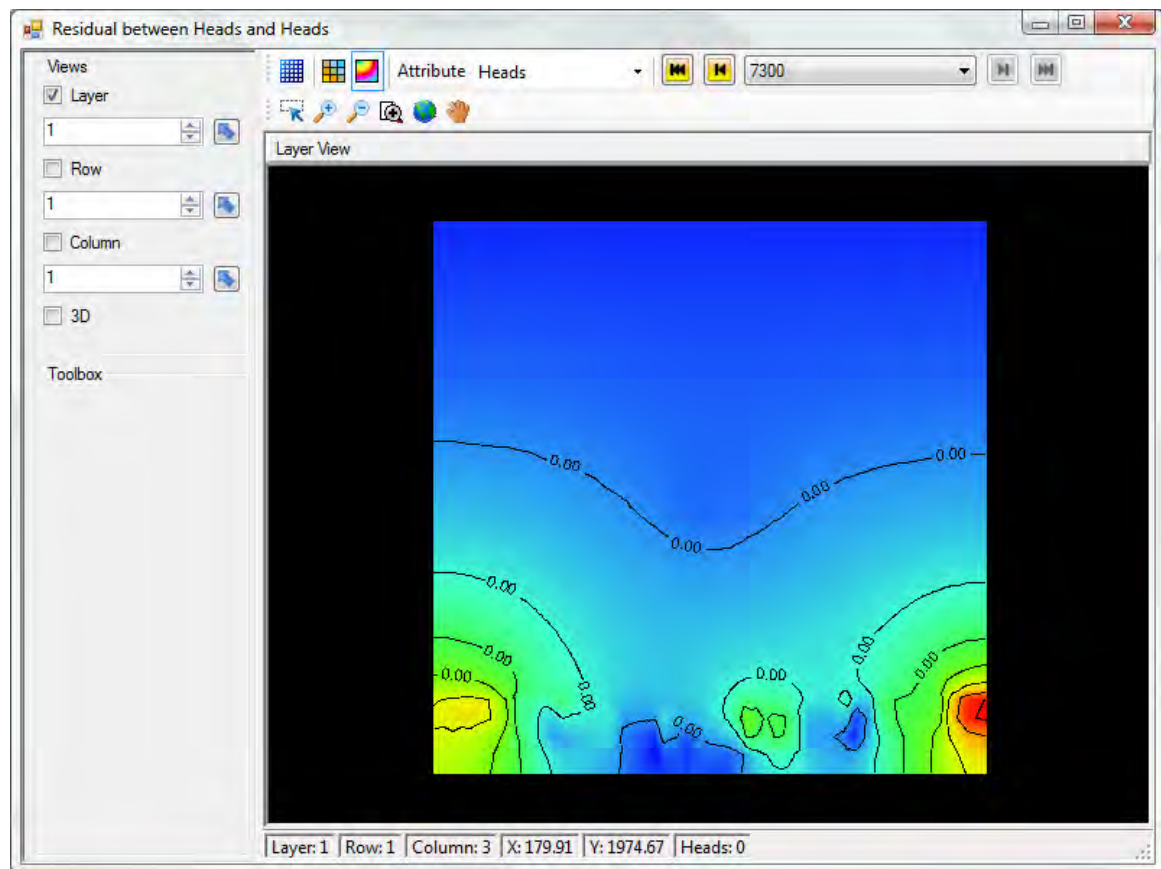 Residual between Heads and Heads
Views
Layer
1
Row
1
Column
1
3D
Toolbox
Attribute Heads
7300
Layer View
0.00
0.00
0.00
0.00
0.00
0.00
0.00
0.00
0.00
0.00
0.00
0.00
0.00
Layer: 1 Row: 1 Column: 3 X: 179.91 Y: 1974.67 Heads: 0